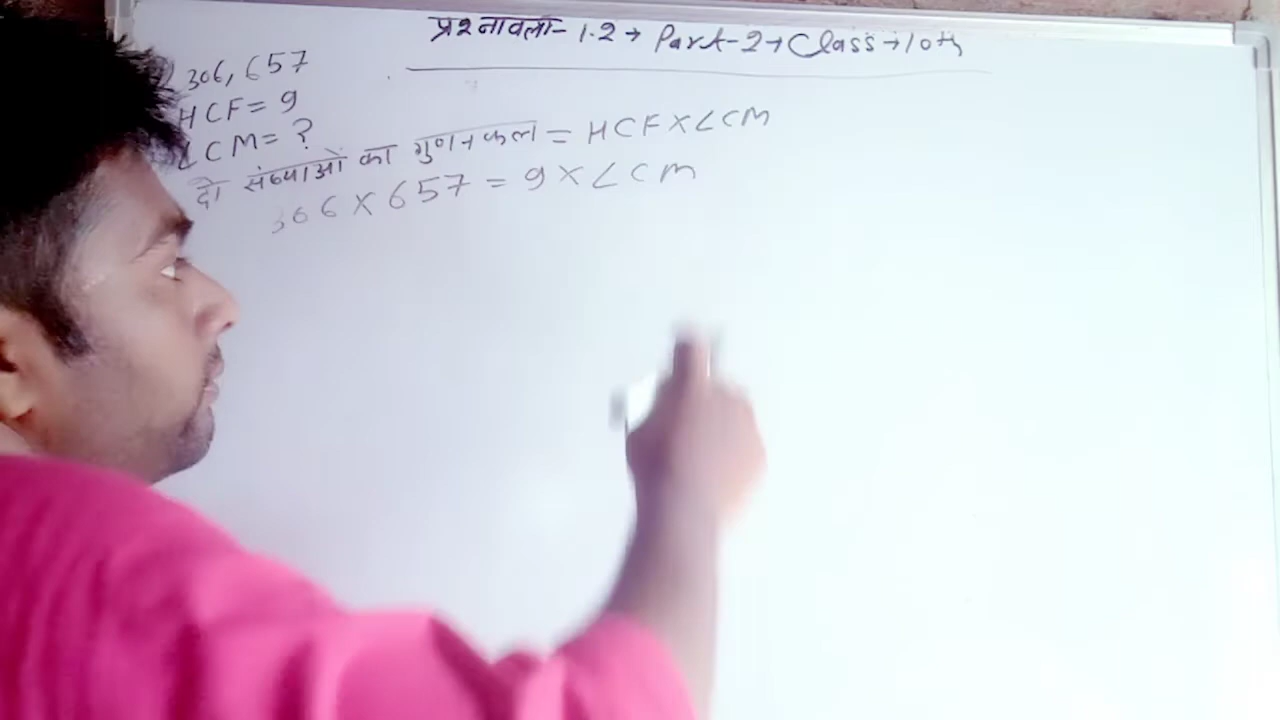 प्रश्नावली- 1.2 → Part-2 → Class → 10th
306, 657
HCF = 9
LCM = ?
दो संख्याओं का गुणनफल = HCF × LCM
306 × 657 = 9 × LCM